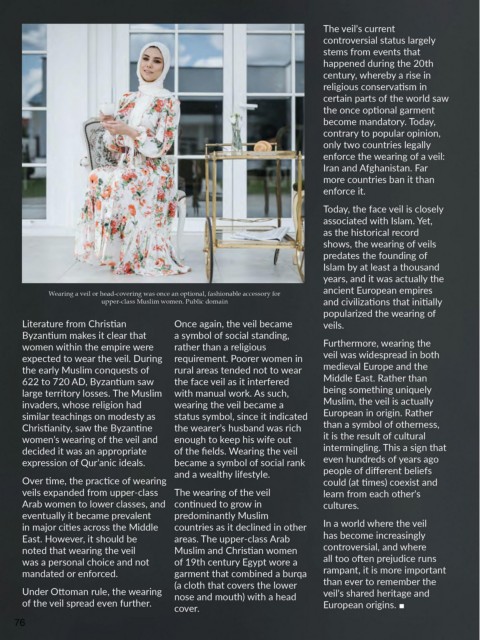 Wearing a veil or head-covering was once an optional, fashionable accessory for
upper-class Muslim women. Public domain
Literature from Christian
Byzantium makes it clear that
women within the empire were
expected to wear the veil. During
the early Muslim conquests of
622 to 720 AD, Byzantium saw
large territory losses. The Muslim
invaders, whose religion had
similar teachings on modesty as
Christianity, saw the Byzantine
women's wearing of the veil and
decided it was an appropriate
expression of Qur'anic ideals.
Over time, the practice of wearing
veils expanded from upper-class
Arab women to lower classes, and
eventually it became prevalent
in major cities across the Middle
East. However, it should be
noted that wearing the veil
was a personal choice and not
mandated or enforced.
Under Ottoman rule, the wearing
of the veil spread even further.
Once again, the veil became
a symbol of social standing,
rather than a religious
requirement. Poorer women in
rural areas tended not to wear
the face veil as it interfered
with manual work. As such,
wearing the veil became a
status symbol, since it indicated
the wearer's husband was rich
enough to keep his wife out
of the fields. Wearing the veil
became a symbol of social rank
and a wealthy lifestyle.
The wearing of the veil
continued to grow in
predominantly Muslim
countries as it declined in other
areas. The upper-class Arab
Muslim and Christian women
of 19th century Egypt wore a
garment that combined a burqa
(a cloth that covers the lower
nose and mouth) with a head
cover.
The veil's current
controversial status largely
stems from events that
happened during the 20th
century, whereby a rise in
religious conservatism in
certain parts of the world saw
the once optional garment
become mandatory. Today,
contrary to popular opinion,
only two countries legally
enforce the wearing of a veil:
Iran and Afghanistan. Far
more countries ban it than
enforce it.
Today, the face veil is closely
associated with Islam. Yet,
as the historical record
shows, the wearing of veils
predates the founding of
Islam by at least a thousand
years, and it was actually the
ancient European empires
and civilizations that initially
popularized the wearing of
veils.
Furthermore, wearing the
veil was widespread in both
medieval Europe and the
Middle East. Rather than
being something uniquely
Muslim, the veil is actually
European in origin. Rather
than a symbol of otherness,
it is the result of cultural
intermingling. This a sign that
even hundreds of years ago
people of different beliefs
could (at times) coexist and
learn from each other's
cultures.
In a world where the veil
has become increasingly
controversial, and where
all too often prejudice runs
rampant, it is more important
than ever to remember the
veil's shared heritage and
European origins. ■
76